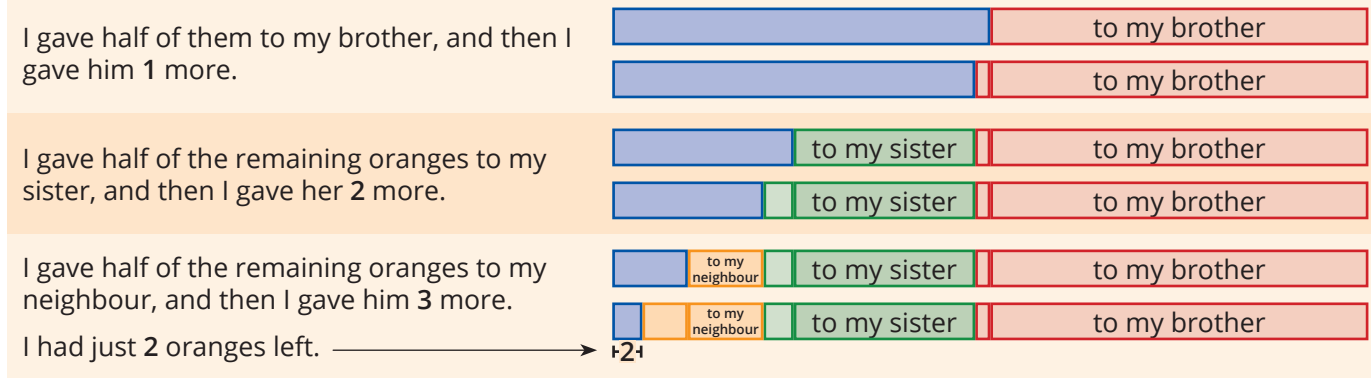 I gave half of them to my brother, and then I
gave him 1 more.
to my brother
to my brother
I gave half of the remaining oranges to my
sister, and then I gave her 2 more.
to my sister to my brother
to my sister to my brother
I gave half of the remaining oranges to my
neighbour, and then I gave him 3 more.
I had just 2 oranges left.
to my
neighbour
to my sister to my brother
to my
neighbour
to my sister to my brother
2